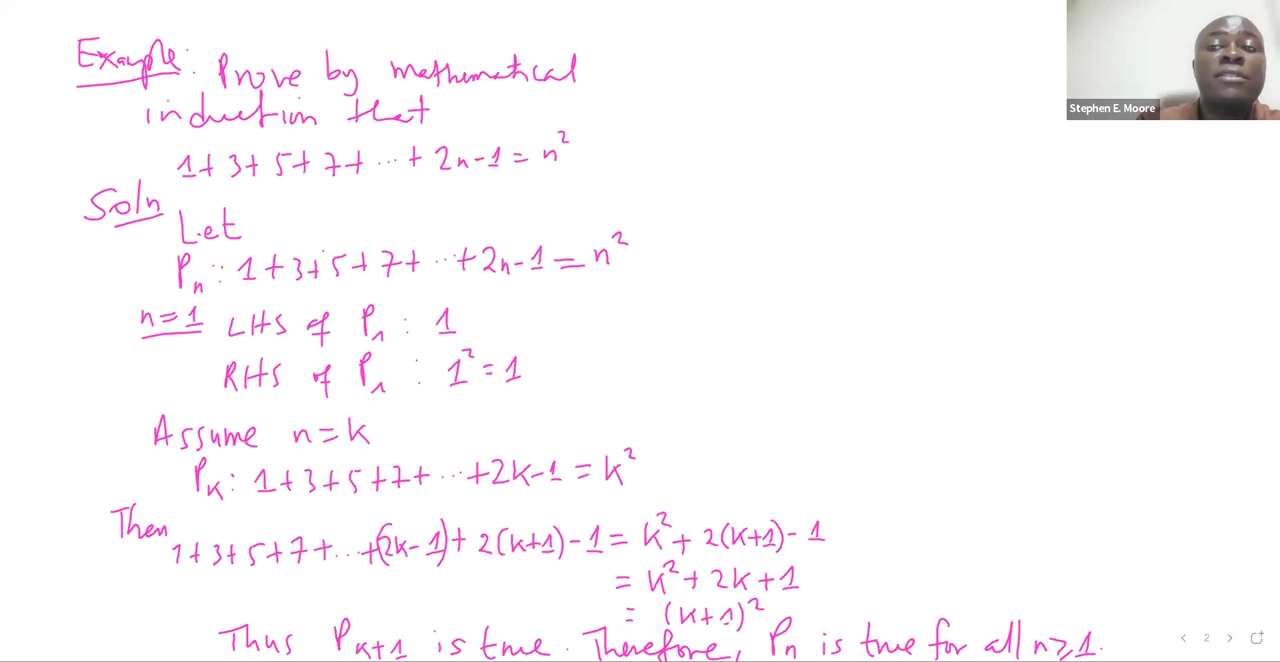 Example: Prove by mathematical
induction that
1+3+5+7+ ... + 2n-1 = n²
Soln
Let
Pₙ : 1+3+5+7+ ... +2n-1 = n²
n=1 LHS of P₁ : 1
RHS of P₁ : 1² = 1
Assume n=k
Pₖ : 1+3+5+7+ ... +2k-1 = k²
Then
1+3+5+7+ ... +(2k-1)+ 2(k+1)-1 = k² + 2(k+1)-1
= k² + 2k + 1
= (k+1)²
Thus Pₖ₊₁ is true. Therefore, Pₙ is true for all n≥1.
Stephen E. Moore
2